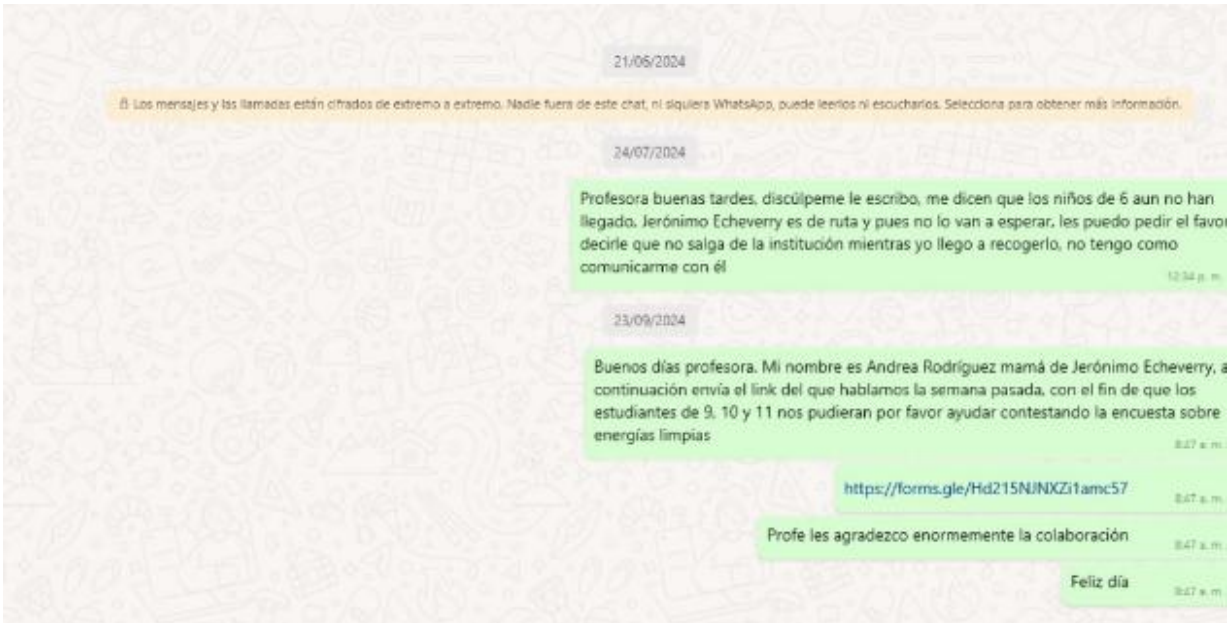 21/06/2024
Los mensajes y las llamadas están cifrados de extremo a extremo. Nadie fuera de este chat, ni siquiera WhatsApp, puede leerlos ni escucharlos. Selecciona para obtener más información.
24/07/2024
Profesora buenas tardes, discúlpeme le escribo, me dicen que los niños de 6 aun no han
llegado. Jerónimo Echeverry es de ruta y pues no lo van a esperar, les puedo pedir el favor
decirle que no salga de la institución mientras yo llego a recogerlo, no tengo como
comunicarme con él
12:34 p. m.
23/09/2024
Buenos días profesora. Mi nombre es Andrea Rodríguez mamá de Jerónimo Echeverry, a
continuación envía el link del que hablamos la semana pasada, con el fin de que los
estudiantes de 9, 10 y 11 nos pudieran por favor ayudar contestando la encuesta sobre
energías limpias
8:47 a. m.
https://forms.gle/Hd215NJNXZi1amc57
8:47 a. m.
Profe les agradezco enormemente la colaboración
8:47 a. m.
Feliz día
8:47 a. m.